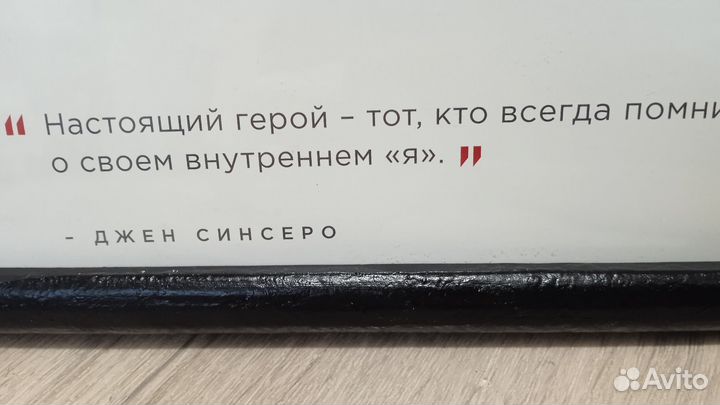 “ Настоящий герой – тот, кто всегда помни
о своем внутреннем «я». ”
– ДЖЕН СИНСЕРО
Avito